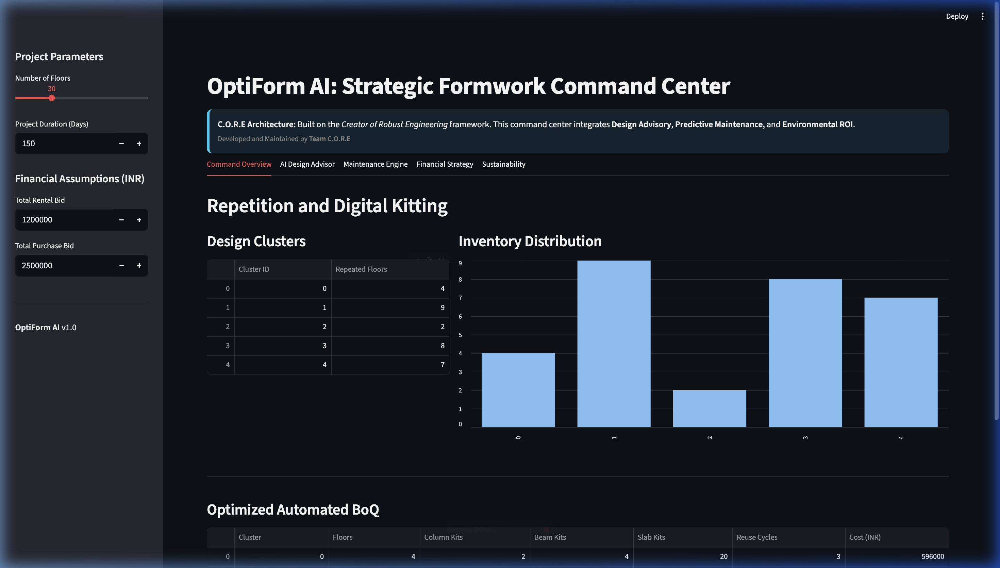 Deploy
Project Parameters
Number of Floors
30
Project Duration (Days)
150
Financial Assumptions (INR)
Total Rental Bid
1200000
Total Purchase Bid
2500000
OptiForm AI v1.0
OptiForm AI: Strategic Formwork Command Center
C.O.R.E Architecture: Built on the Creator of Robust Engineering framework. This command center integrates Design Advisory, Predictive Maintenance, and Environmental ROI.
Developed and Maintained by Team C.O.R.E
Command Overview AI Design Advisor Maintenance Engine Financial Strategy Sustainability
Repetition and Digital Kitting
Design Clusters
Cluster ID Repeated Floors
0 0 4
1 1 9
2 2 2
3 3 8
4 4 7
Inventory Distribution
9
8
7
6
5
4
3
2
1
0
0 1 2 3 4
Optimized Automated BoQ
Cluster Floors Column Kits Beam Kits Slab Kits Reuse Cycles Cost (INR)
0 0 4 2 4 20 3 596000